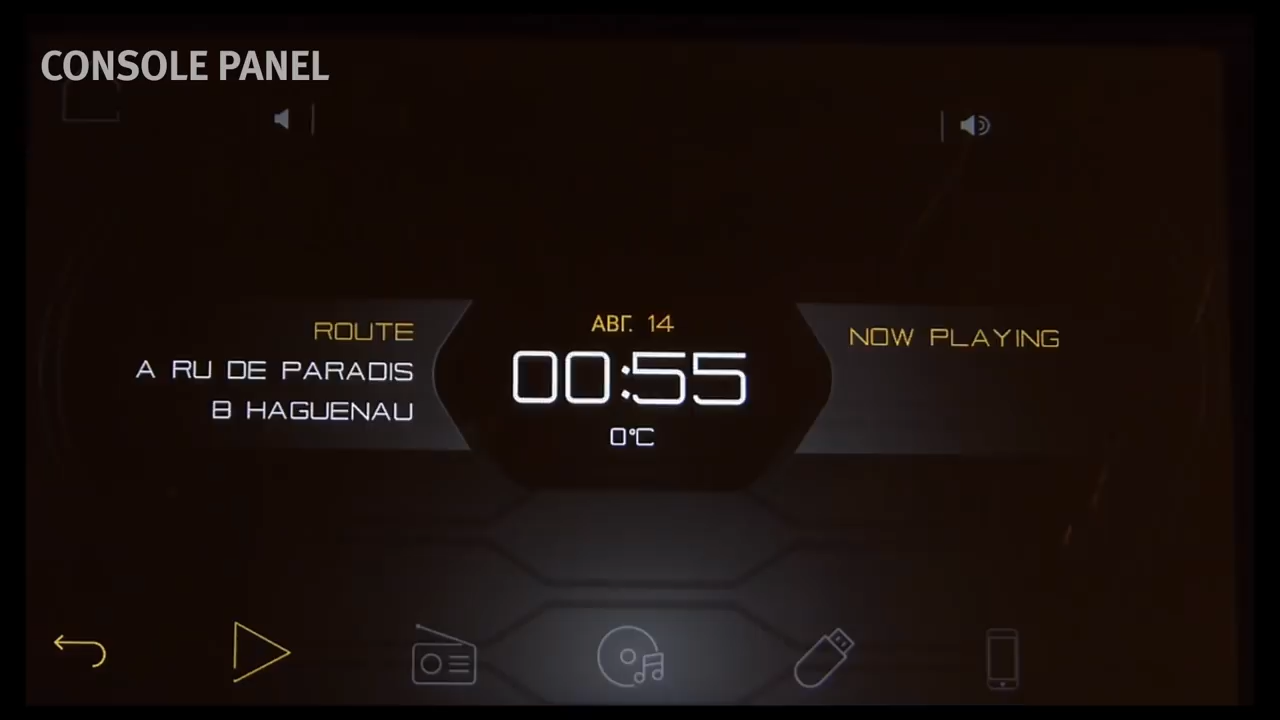 CONSOLE PANEL
ROUTE
A RU DE PARADIS
B HAGUENAU
АВГ. 14
00:55
0°C
NOW PLAYING